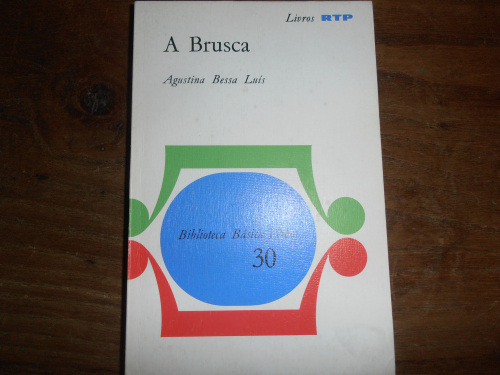 Livros RTP
A Brusca
Agustina Bessa Luís
Biblioteca Básica
30